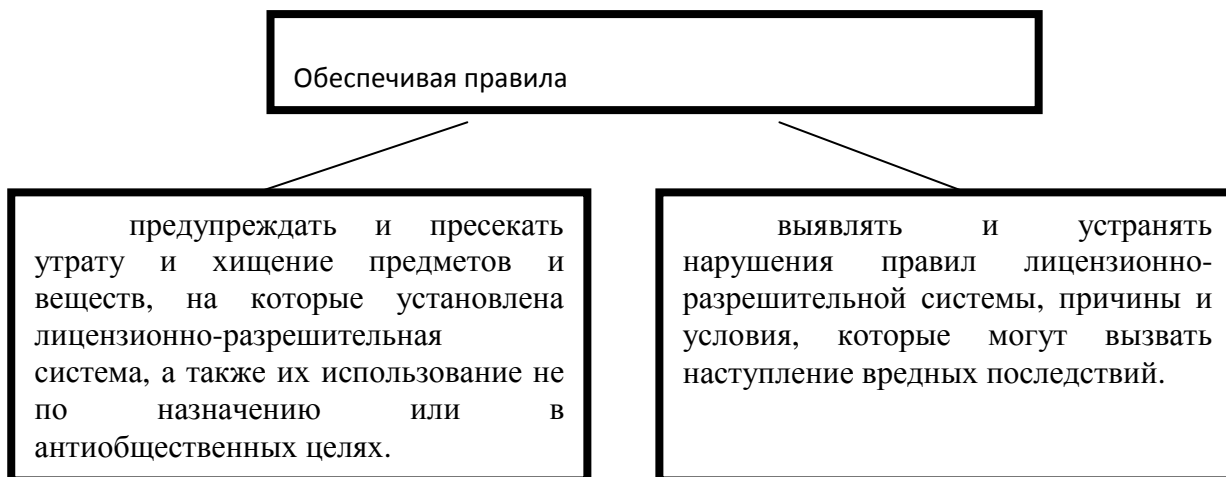 Обеспечивая правила
предупреждать и пресекать
утрату и хищение предметов и
веществ, на которые установлена
лицензионно-разрешительная
система, а также их использование не
по назначению или в
антиобщественных целях.
выявлять и устранять
нарушения правил лицензионно-
разрешительной системы, причины и
условия, которые могут вызвать
наступление вредных последствий.